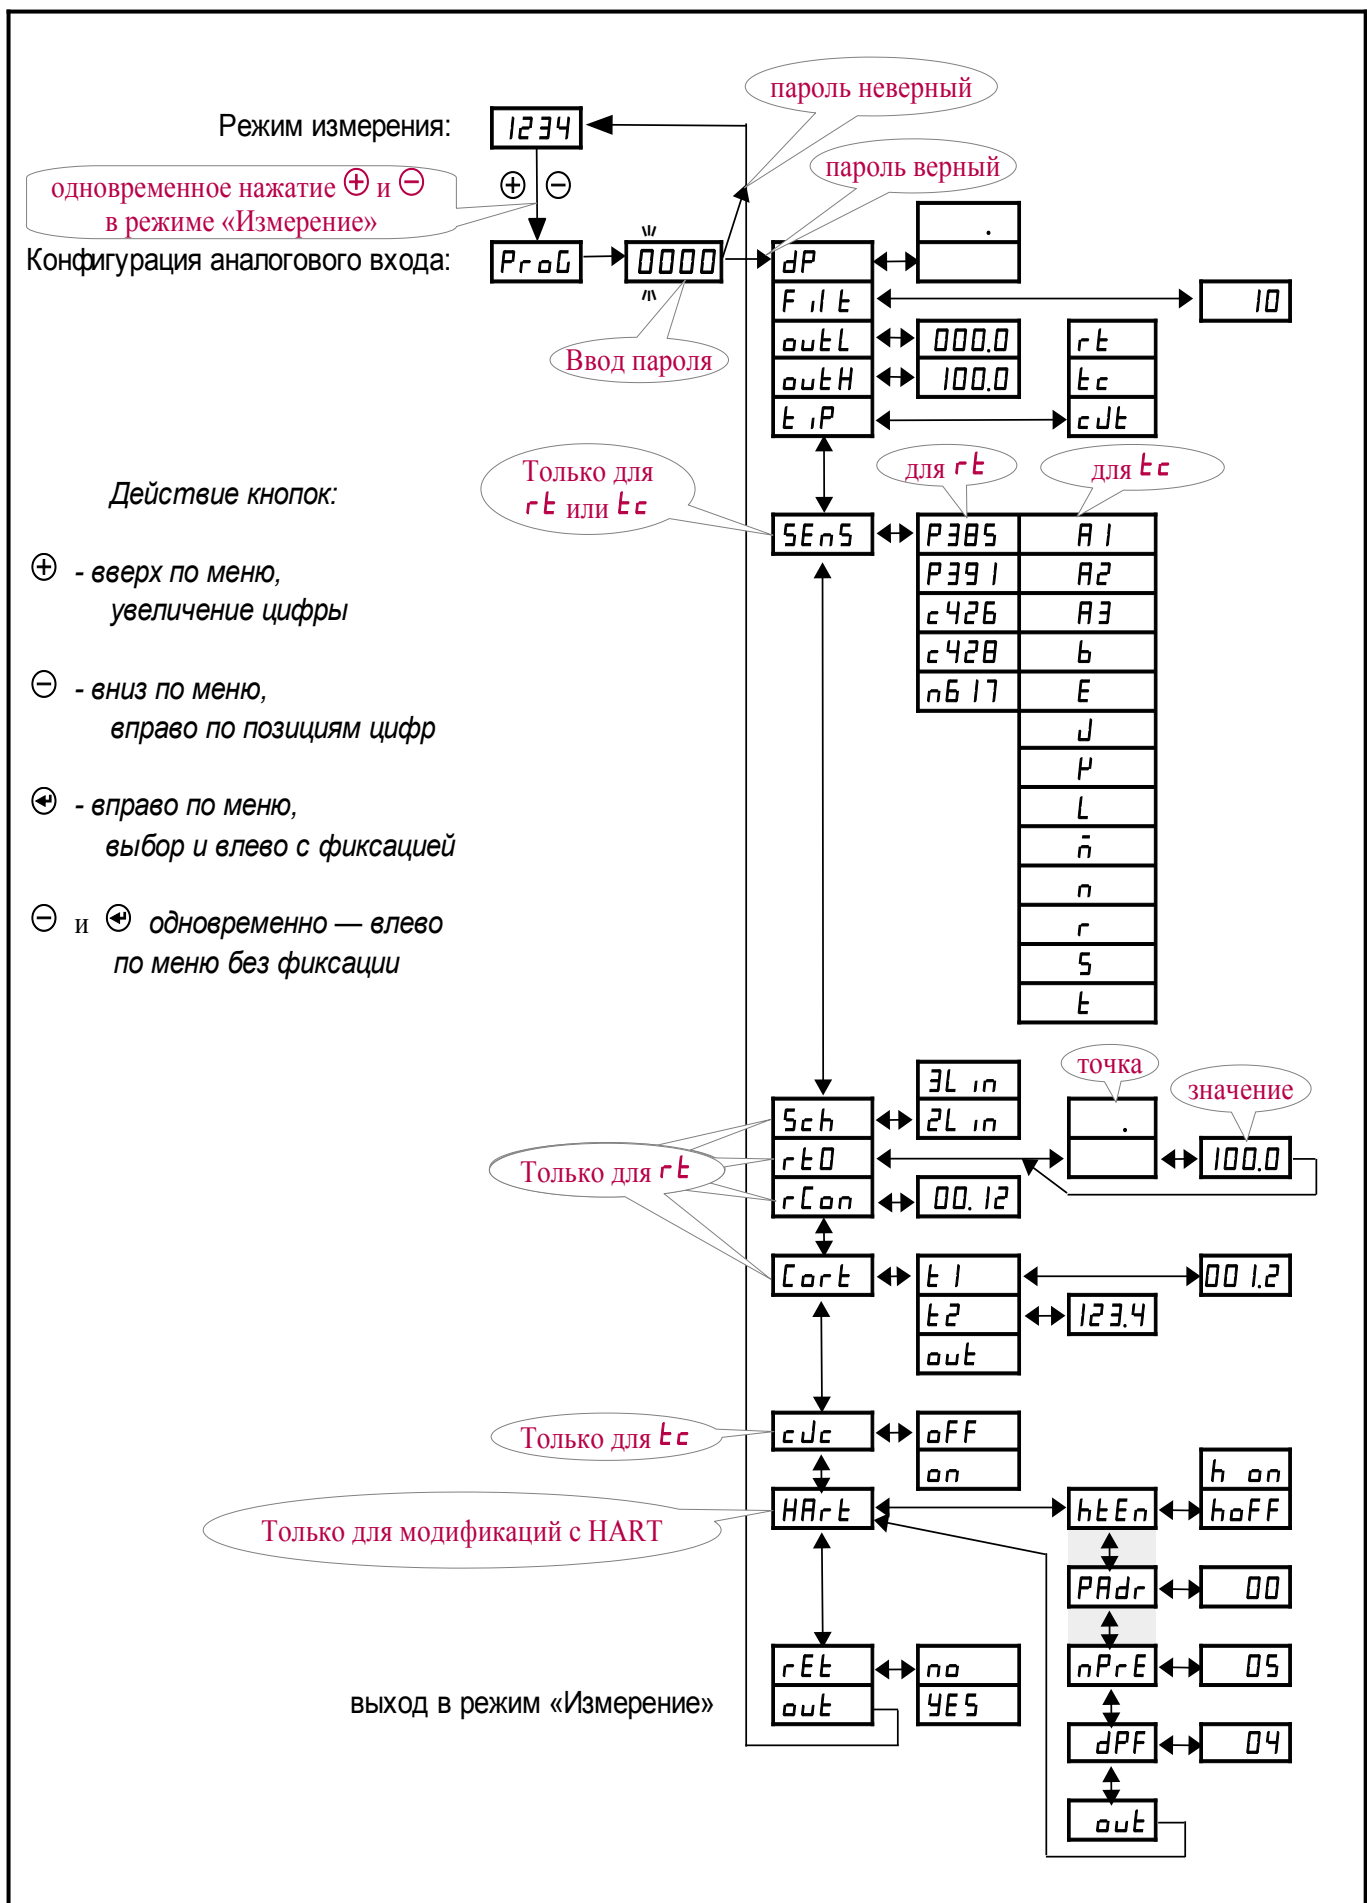 пароль неверный
Режим измерения:
1234
пароль верный
одновременное нажатие ⊕ и ⊖
в режиме «Измерение»
⊕ ⊖
.
Конфигурация аналогового входа:
ProG
0000
dP
Filt
10
Ввод пароля
outL
000.0
rt
outH
100.0
tc
tiP
cJt
Только для
rt или tc
для rt
для tc
Действие кнопок:
SEnS
P385
A1
⊕ - вверх по меню,
увеличение цифры
P391
A2
c426
A3
c428
b
n617
E
⊖ - вниз по меню,
вправо по позициям цифр
J
μ
L
- вправо по меню,
выбор и влево с фиксацией
n̄
n
r
S
t
⊖ и одновременно — влево
по меню без фиксации
точка
значение
3Lin
Sch
2Lin
.
Только для rt
rt0
100.0
rCon
00.12
Cort
t1
001.2
t2
123.4
out
Только для tc
cJc
oFF
on
h on
Только для модификаций с HART
HArt
htEn
hoFF
PAdr
00
rEt
no
nPrE
05
выход в режим «Измерение»
out
YES
dPF
04
out